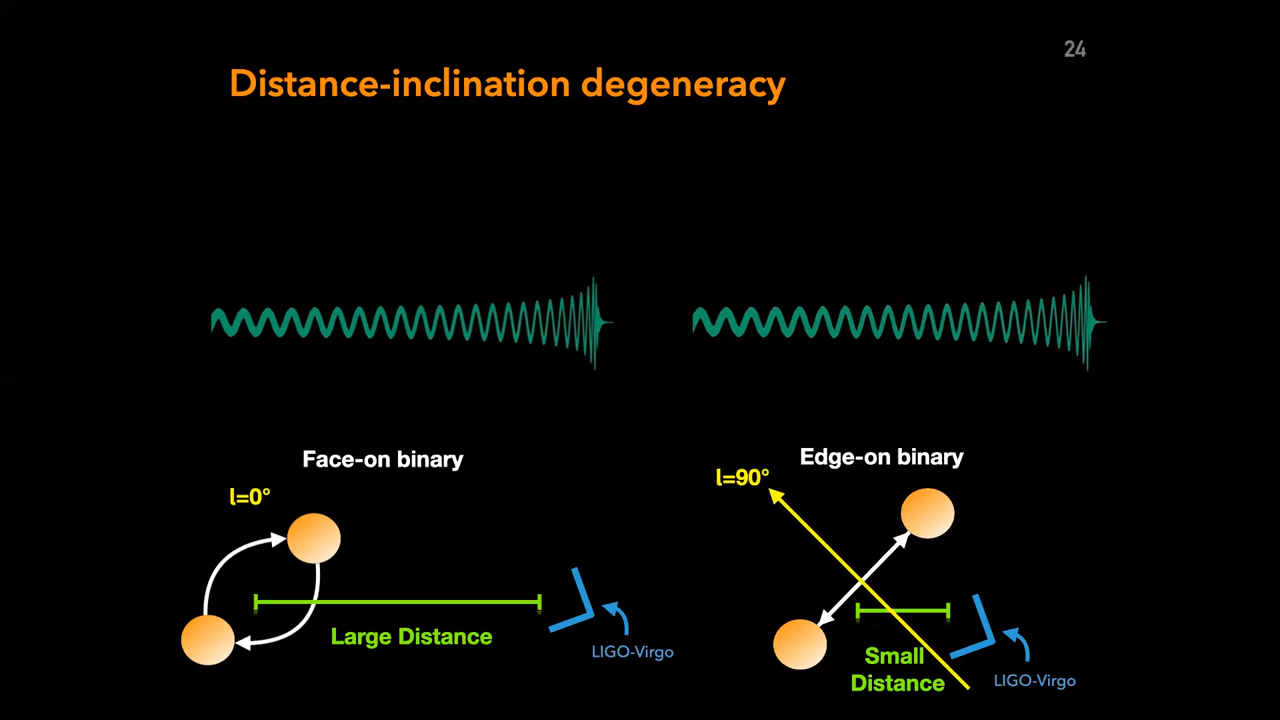 24
Distance-inclination degeneracy
Face-on binary
Edge-on binary
l=0°
l=90°
Large Distance
LIGO-Virgo
Small
Distance
LIGO-Virgo